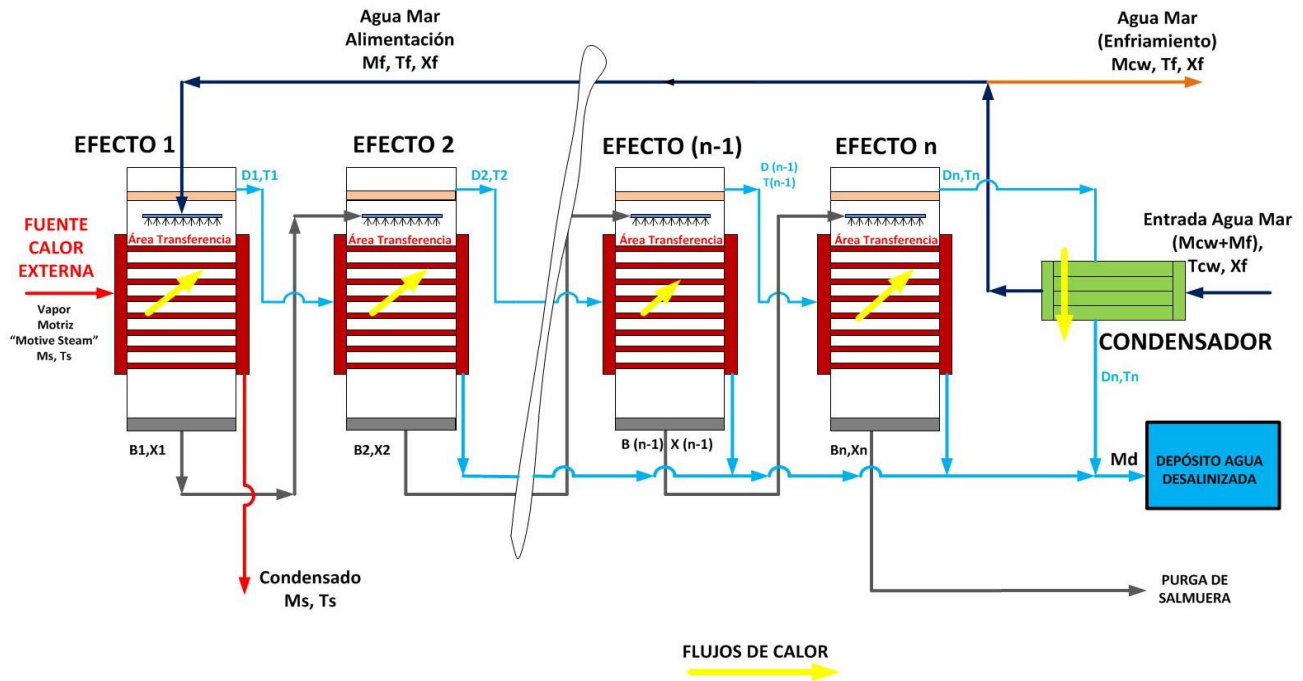 Agua Mar
Alimentación
Mf, Tf, Xf
Agua Mar
(Enfriamiento)
Mcw, Tf, Xf
EFECTO 1
EFECTO 2
EFECTO (n-1)
EFECTO n
D1,T1
D2,T2
D (n-1)
T(n-1)
Dn,Tn
FUENTE
CALOR
EXTERNA
Vapor
Motriz
“Motive Steam”
Ms, Ts
Área Transferencia
Área Transferencia
Área Transferencia
Área Transferencia
Entrada Agua Mar
(Mcw+Mf),
Tcw, Xf
CONDENSADOR
Dn,Tn
B1,X1
B2,X2
B (n-1) X (n-1)
Bn,Xn
Md
DEPÓSITO AGUA
DESALINIZADA
Condensado
Ms, Ts
PURGA DE
SALMUERA
FLUJOS DE CALOR